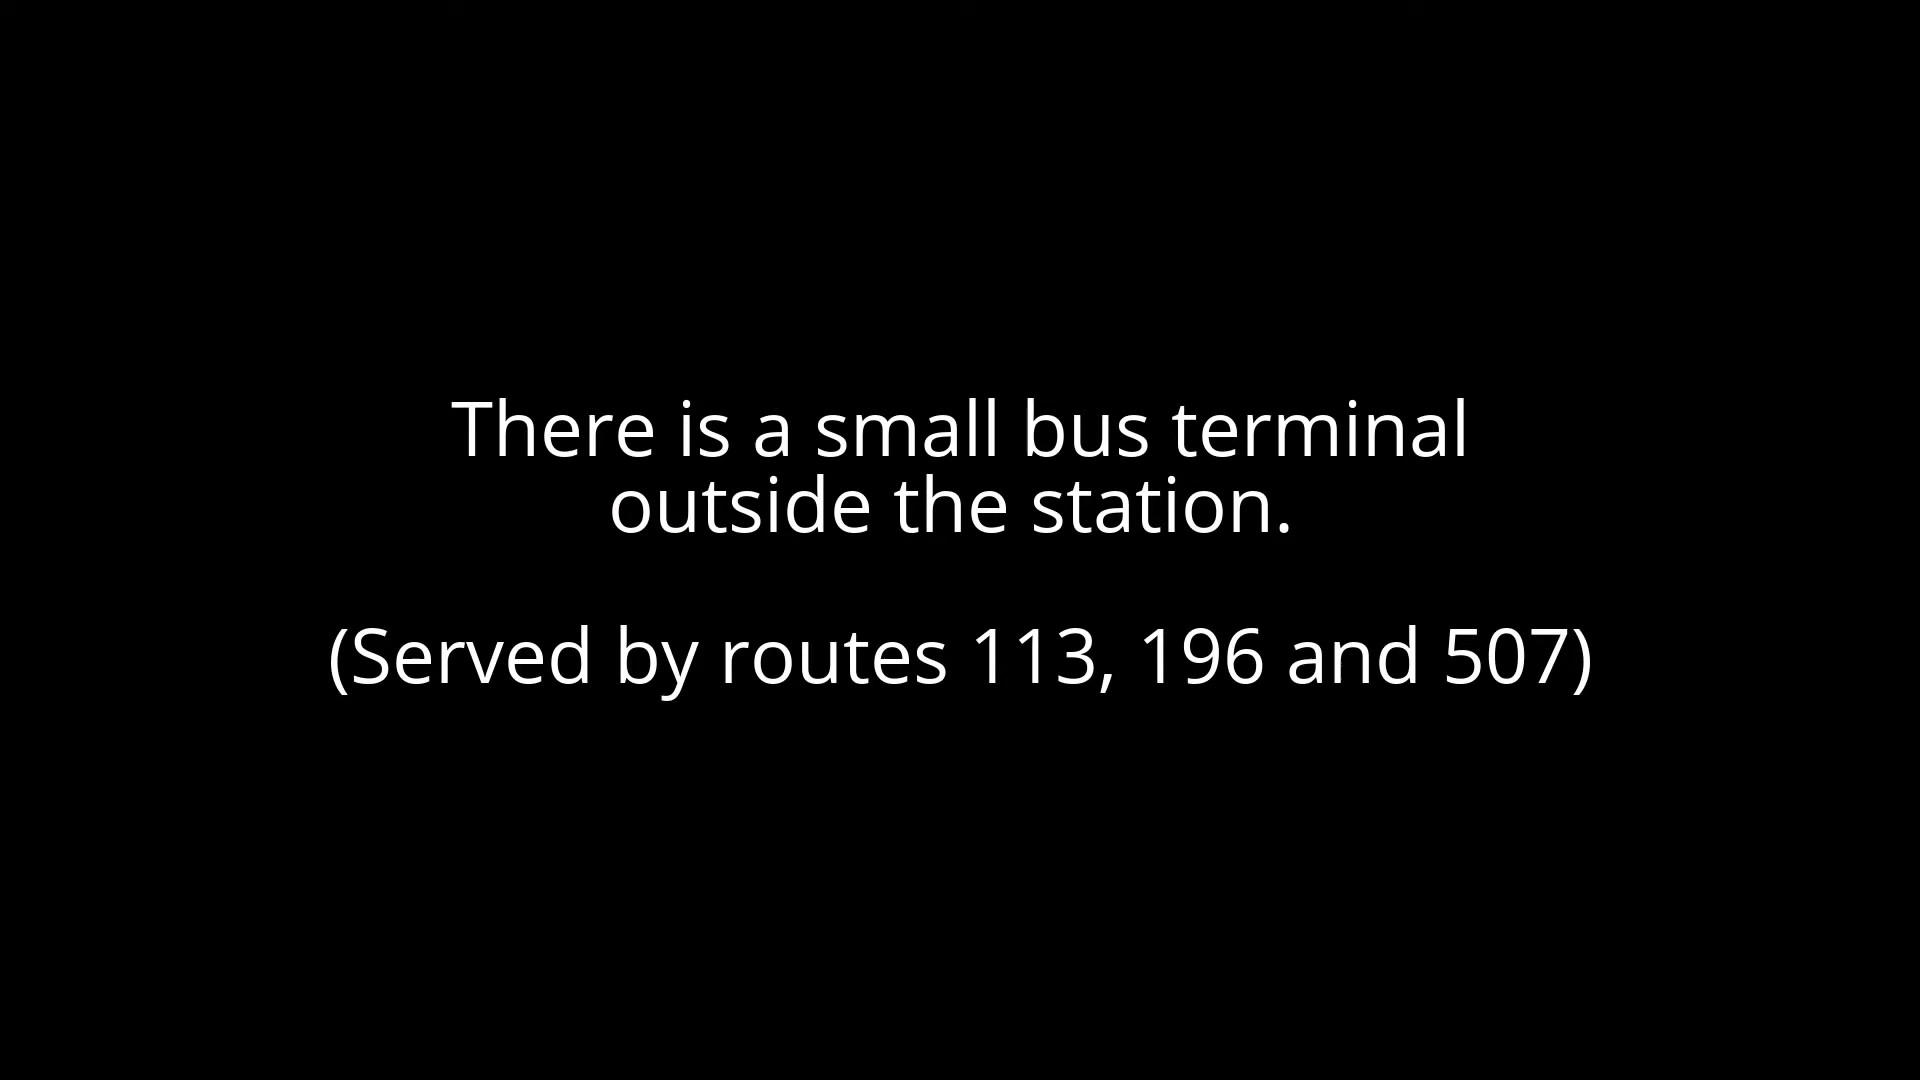 There is a small bus terminal
outside the station.
(Served by routes 113, 196 and 507)